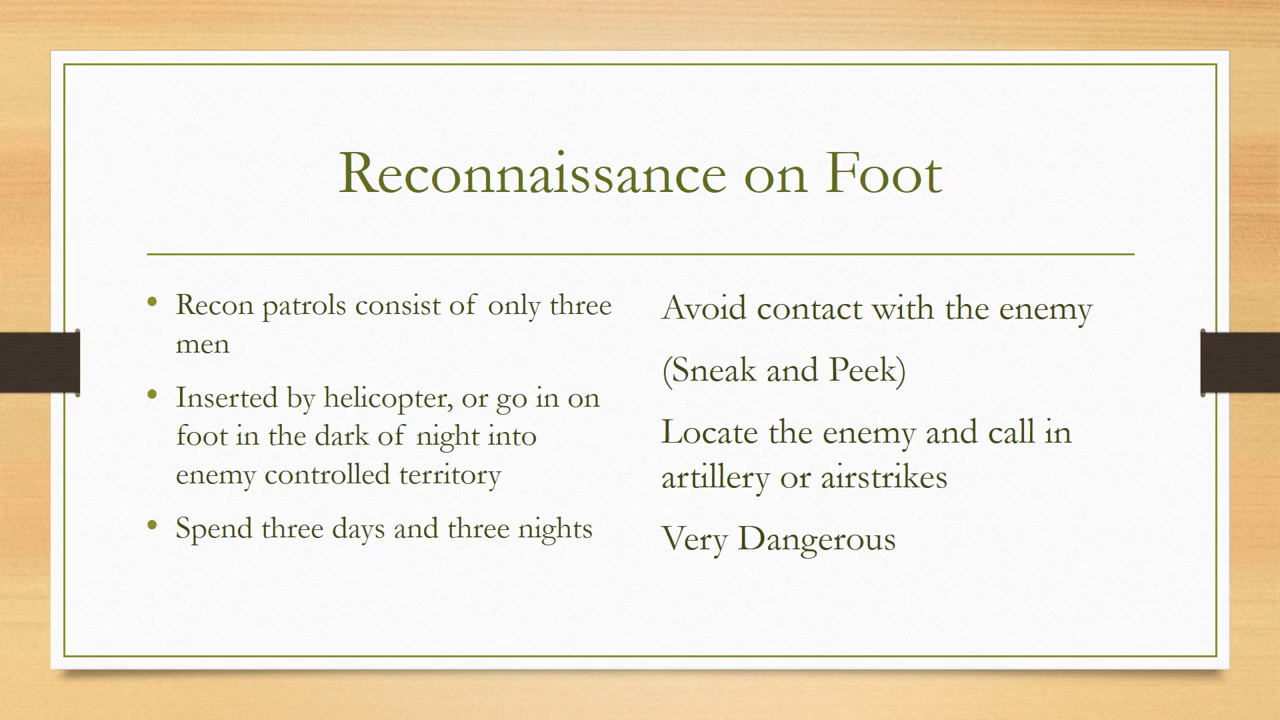 Reconnaissance on Foot
• Recon patrols consist of only three
men
• Inserted by helicopter, or go in on
foot in the dark of night into
enemy controlled territory
• Spend three days and three nights
Avoid contact with the enemy
(Sneak and Peek)
Locate the enemy and call in
artillery or airstrikes
Very Dangerous